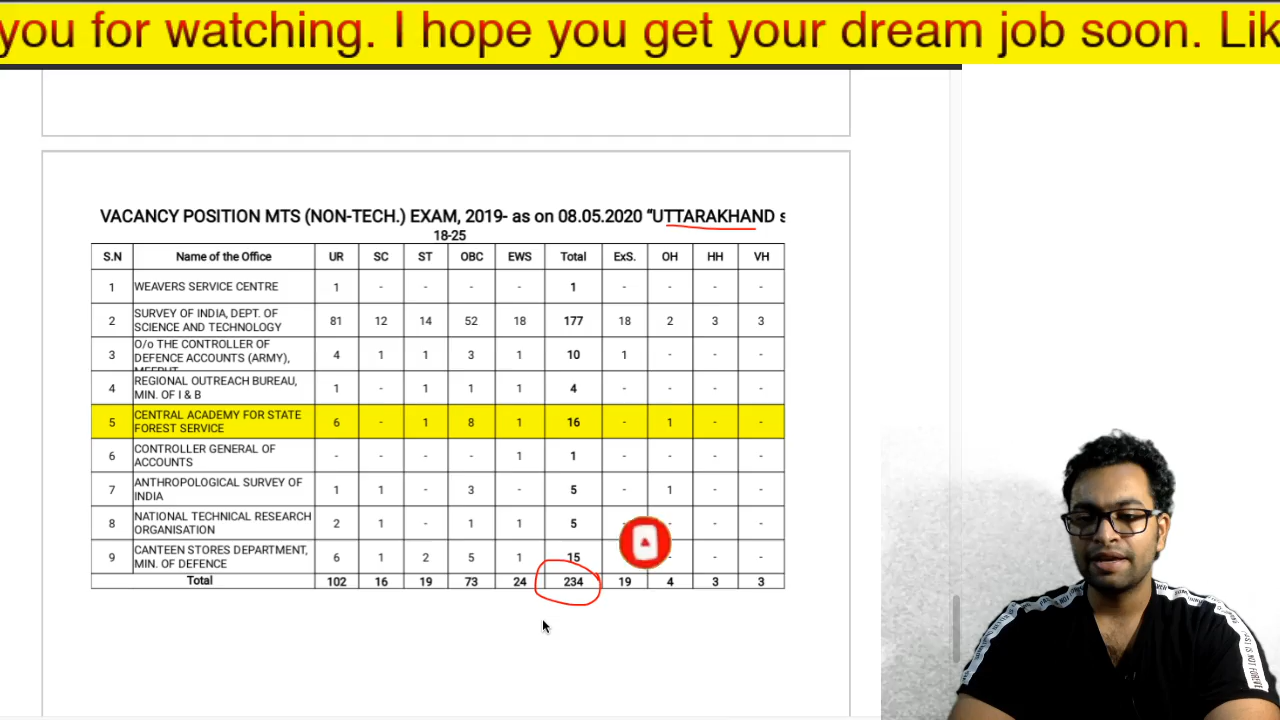 you for watching. I hope you get your dream job soon. Lik
VACANCY POSITION MTS (NON-TECH.) EXAM, 2019- as on 08.05.2020 “UTTARAKHAND s
18-25
S.N Name of the Office UR SC ST OBC EWS Total ExS. OH HH VH
1 WEAVERS SERVICE CENTRE 1 - - - - 1 - - - -
2 SURVEY OF INDIA, DEPT. OF SCIENCE AND TECHNOLOGY 81 12 14 52 18 177 18 2 3 3
3 O/o THE CONTROLLER OF DEFENCE ACCOUNTS (ARMY), 4 1 1 3 1 10 1 - - -
4 REGIONAL OUTREACH BUREAU, MIN. OF I & B 1 - 1 1 1 4 - - - -
5 CENTRAL ACADEMY FOR STATE FOREST SERVICE 6 - 1 8 1 16 - 1 - -
6 CONTROLLER GENERAL OF ACCOUNTS - - - - 1 1 - - - -
7 ANTHROPOLOGICAL SURVEY OF INDIA 1 1 - 3 - 5 - 1 - -
8 NATIONAL TECHNICAL RESEARCH ORGANISATION 2 1 - 1 1 5 - - - -
9 CANTEEN STORES DEPARTMENT, MIN. OF DEFENCE 6 1 2 5 1 15 - - -
Total 102 16 19 73 24 234 19 4 3 3